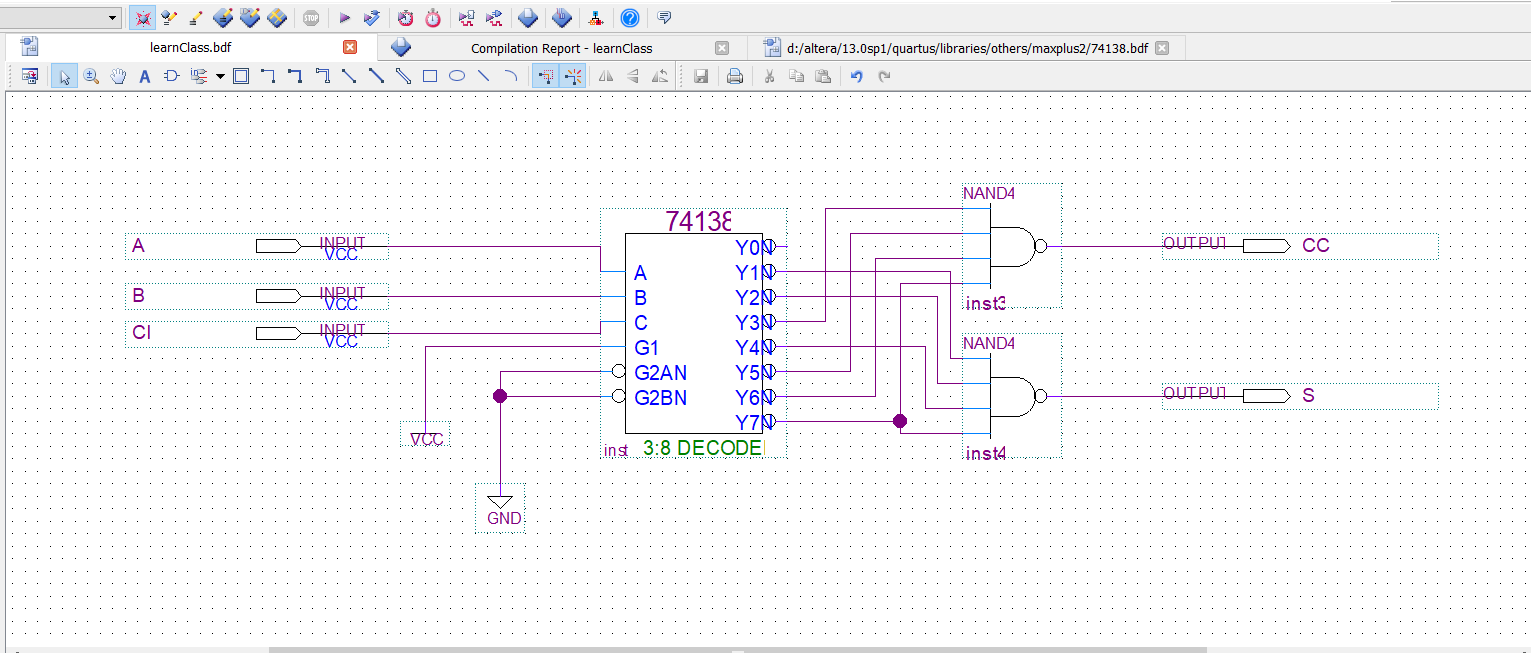 STOP
learnClass.bdf
Compilation Report - learnClass
d:/altera/13.0sp1/quartus/libraries/others/maxplus2/74138.bdf
A
NAND4
74138
A INPUT VCC
Y0N
OUTPUT CC
A
Y1N
B INPUT VCC
B
Y2N
inst3
C
Y3N
CI INPUT VCC
G1
Y4N
NAND4
G2AN
Y5N
G2BN
Y6N
OUTPUT S
Y7N
VCC
inst
3:8 DECODE
inst4
GND